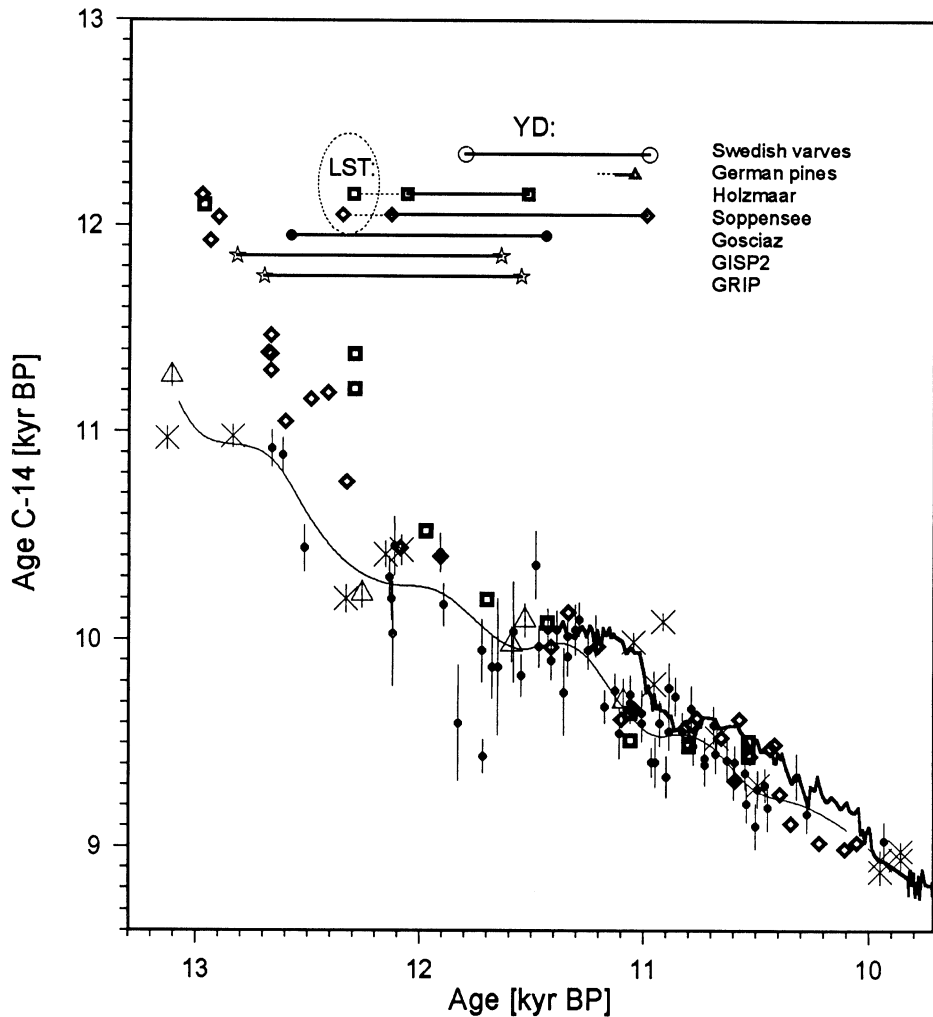 13
12
11
10
9
Age C-14 [kyr BP]
YD:
LST.
Swedish varves
German pines
Holzmaar
Soppensee
Gosciaz
GISP2
GRIP
13
12
11
10
Age [kyr BP]